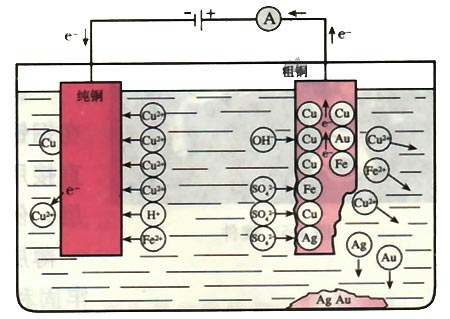 − +
A
e⁻
e⁻
纯铜
粗铜
Cu²⁺
Cu²⁺
Cu²⁺
Cu²⁺
H⁺
Fe²⁺
Cu
e⁻
Cu²⁺
OH⁻
SO₄²⁻
SO₄²⁻
SO₄²⁻
Cu Cu
e⁻
Cu Au
e⁻
Cu Fe
Fe
Cu
Ag
Cu²⁺
Fe²⁺
Cu²⁺
Ag
Au
Ag Au